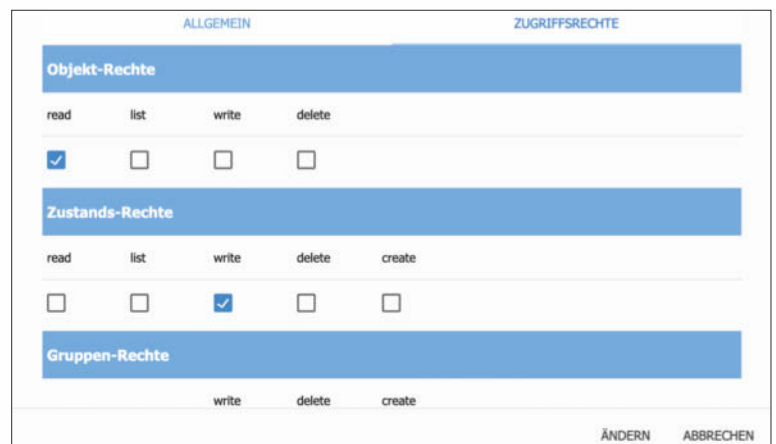 ALLGEMEIN ZUGRIFFSRECHTE
Objekt-Rechte
read list write delete
Zustands-Rechte
read list write delete create
Gruppen-Rechte
write delete create
ÄNDERN ABBRECHEN